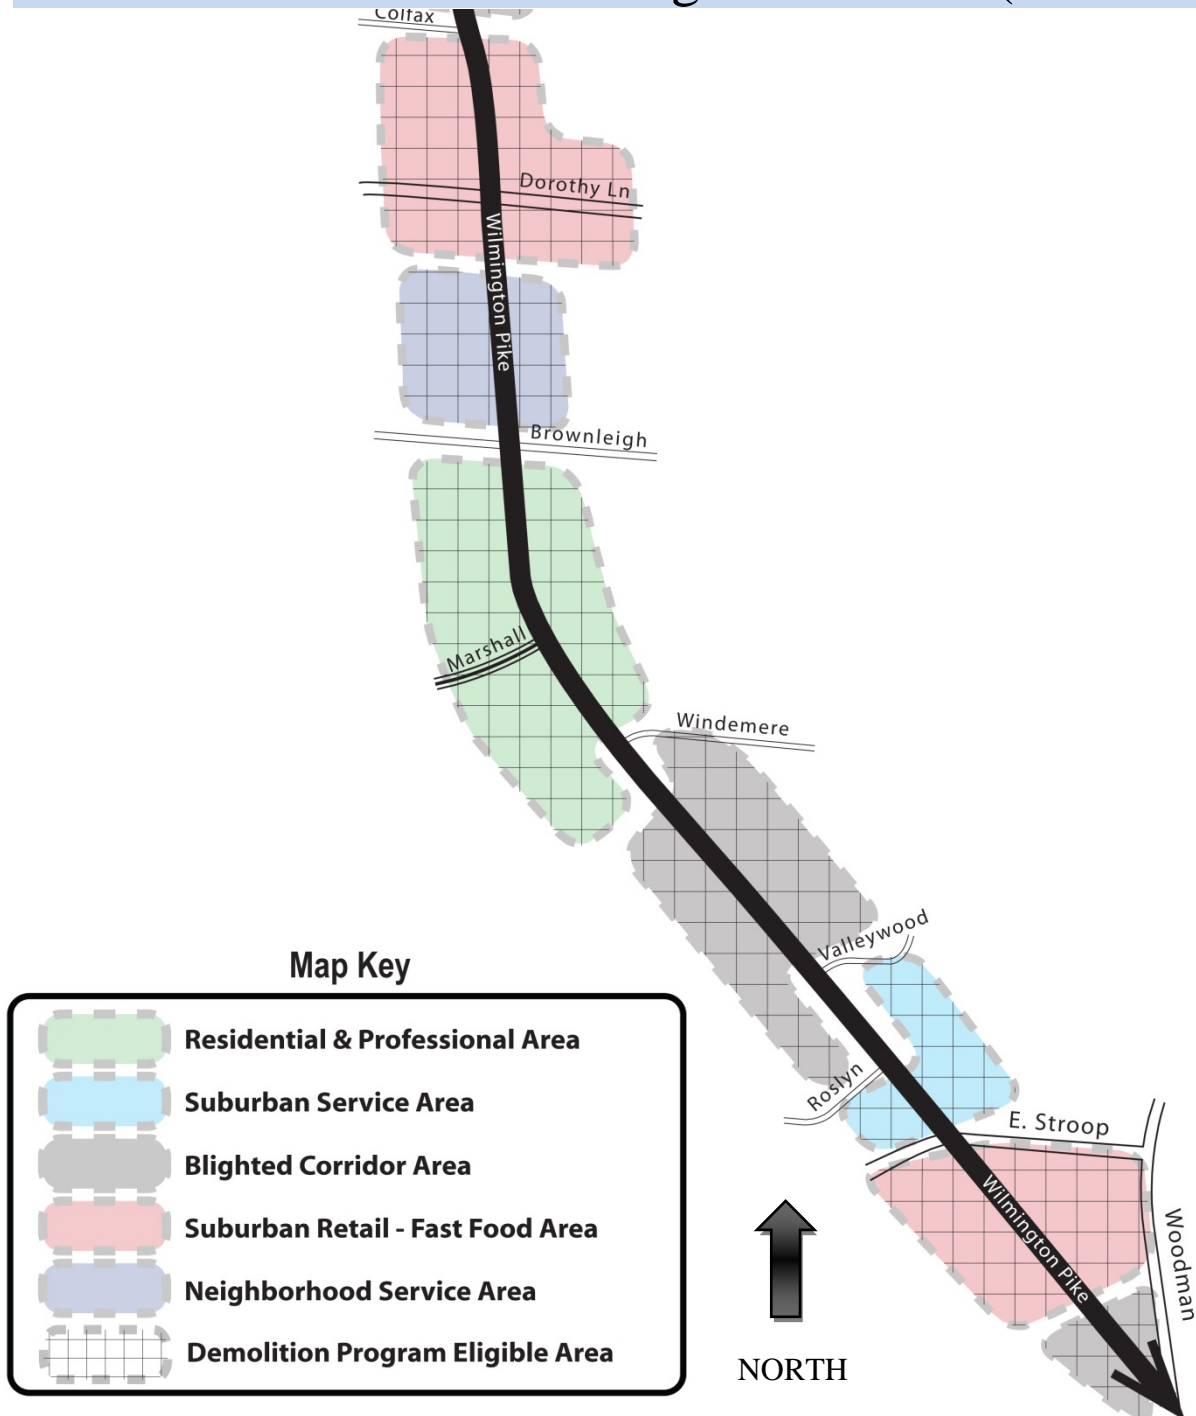 Colfax
Dorothy Ln
Wilmington Pike
Brownleigh
Marshall
Windemere
Valleywood
Roslyn
E. Stroop
Wilmington Pike
Woodman
Map Key
Residential & Professional Area
Suburban Service Area
Blighted Corridor Area
Suburban Retail - Fast Food Area
Neighborhood Service Area
Demolition Program Eligible Area
NORTH